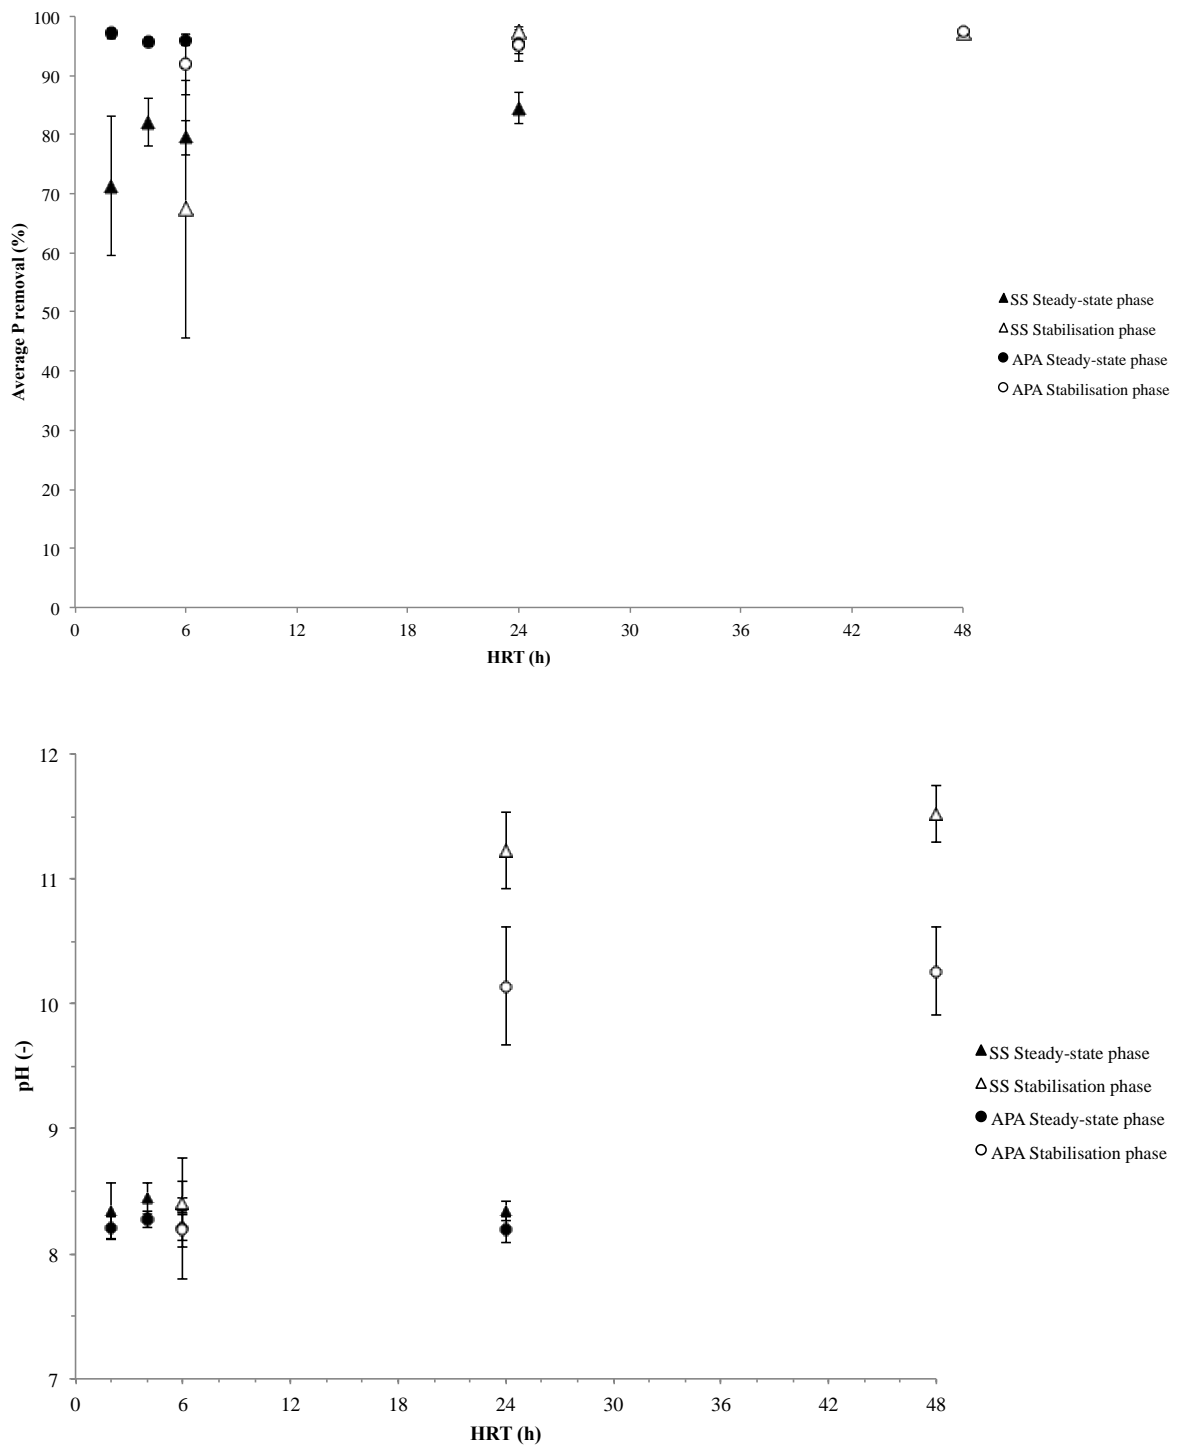 100
90
80
70
60
50
40
30
20
10
0
Average P removal (%)
0 6 12 18 24 30 36 42 48
HRT (h)
SS Steady-state phase
SS Stabilisation phase
APA Steady-state phase
APA Stabilisation phase
12
11
10
9
8
7
pH (-)
0 6 12 18 24 30 36 42 48
HRT (h)
SS Steady-state phase
SS Stabilisation phase
APA Steady-state phase
APA Stabilisation phase